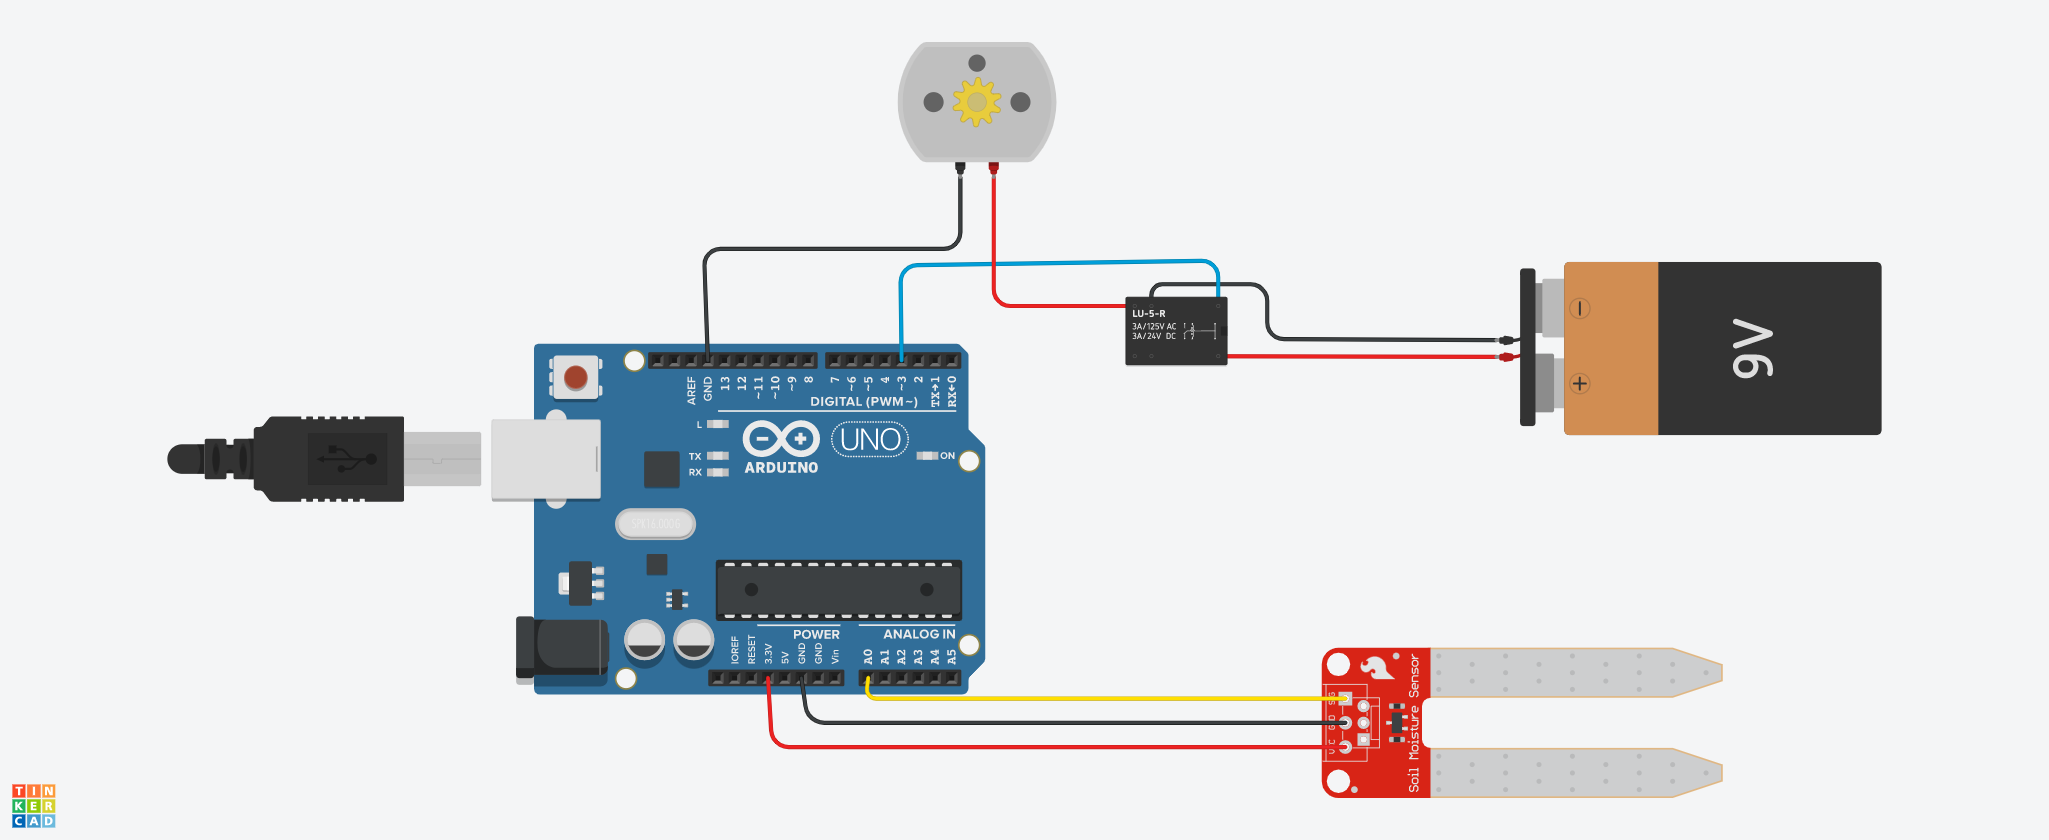 LU-5-R
3A/125V AC
3A/24V DC
9V
AREF
GND
13
12
~11
~10
~9
8
7
~6
~5
4
~3
2
TX→1
RX←0
DIGITAL (PWM~)
L
TX
RX
ARDUINO
UNO
ON
SPK16.000G
IOREF
RESET
3.3V
5V
GND
GND
Vin
POWER
ANALOG IN
A0
A1
A2
A3
A4
A5
Soil Moisture Sensor
TIN
KER
CAD